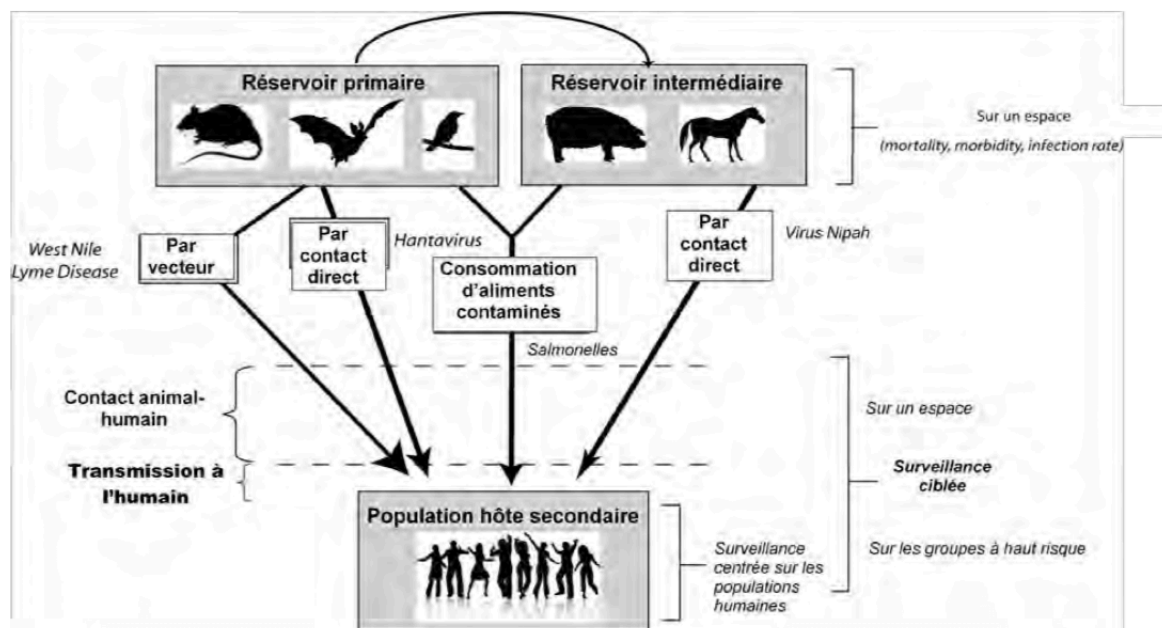 Réservoir primaire
Réservoir intermédiaire
Sur un espace
(mortality, morbidity, infection rate)
West Nile
Lyme Disease
Par
vecteur
Par
contact
direct
Hantavirus
Consommation
d'aliments
contaminés
Par
contact
direct
Virus Nipah
Salmonelles
Contact animal-
humain
Transmission à
l'humain
Sur un espace
Surveillance
ciblée
Sur les groupes à haut risque
Population hôte secondaire
Surveillance
centrée sur les
populations
humaines